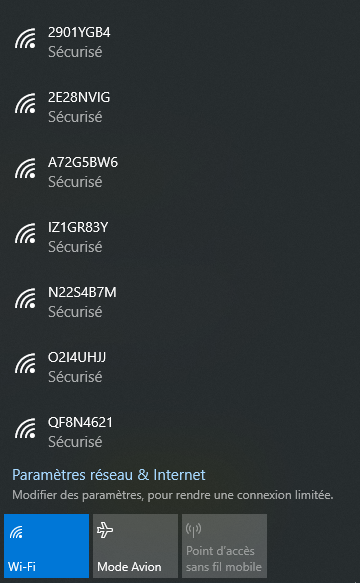 2901YGB4
Sécurisé
2E28NVIG
Sécurisé
A72G5BW6
Sécurisé
IZ1GR83Y
Sécurisé
N22S4B7M
Sécurisé
O2I4UHJJ
Sécurisé
QF8N4621
Sécurisé
Paramètres réseau & Internet
Modifier des paramètres, pour rendre une connexion limitée.
Wi-Fi
Mode Avion
Point d'accès
sans fil mobile